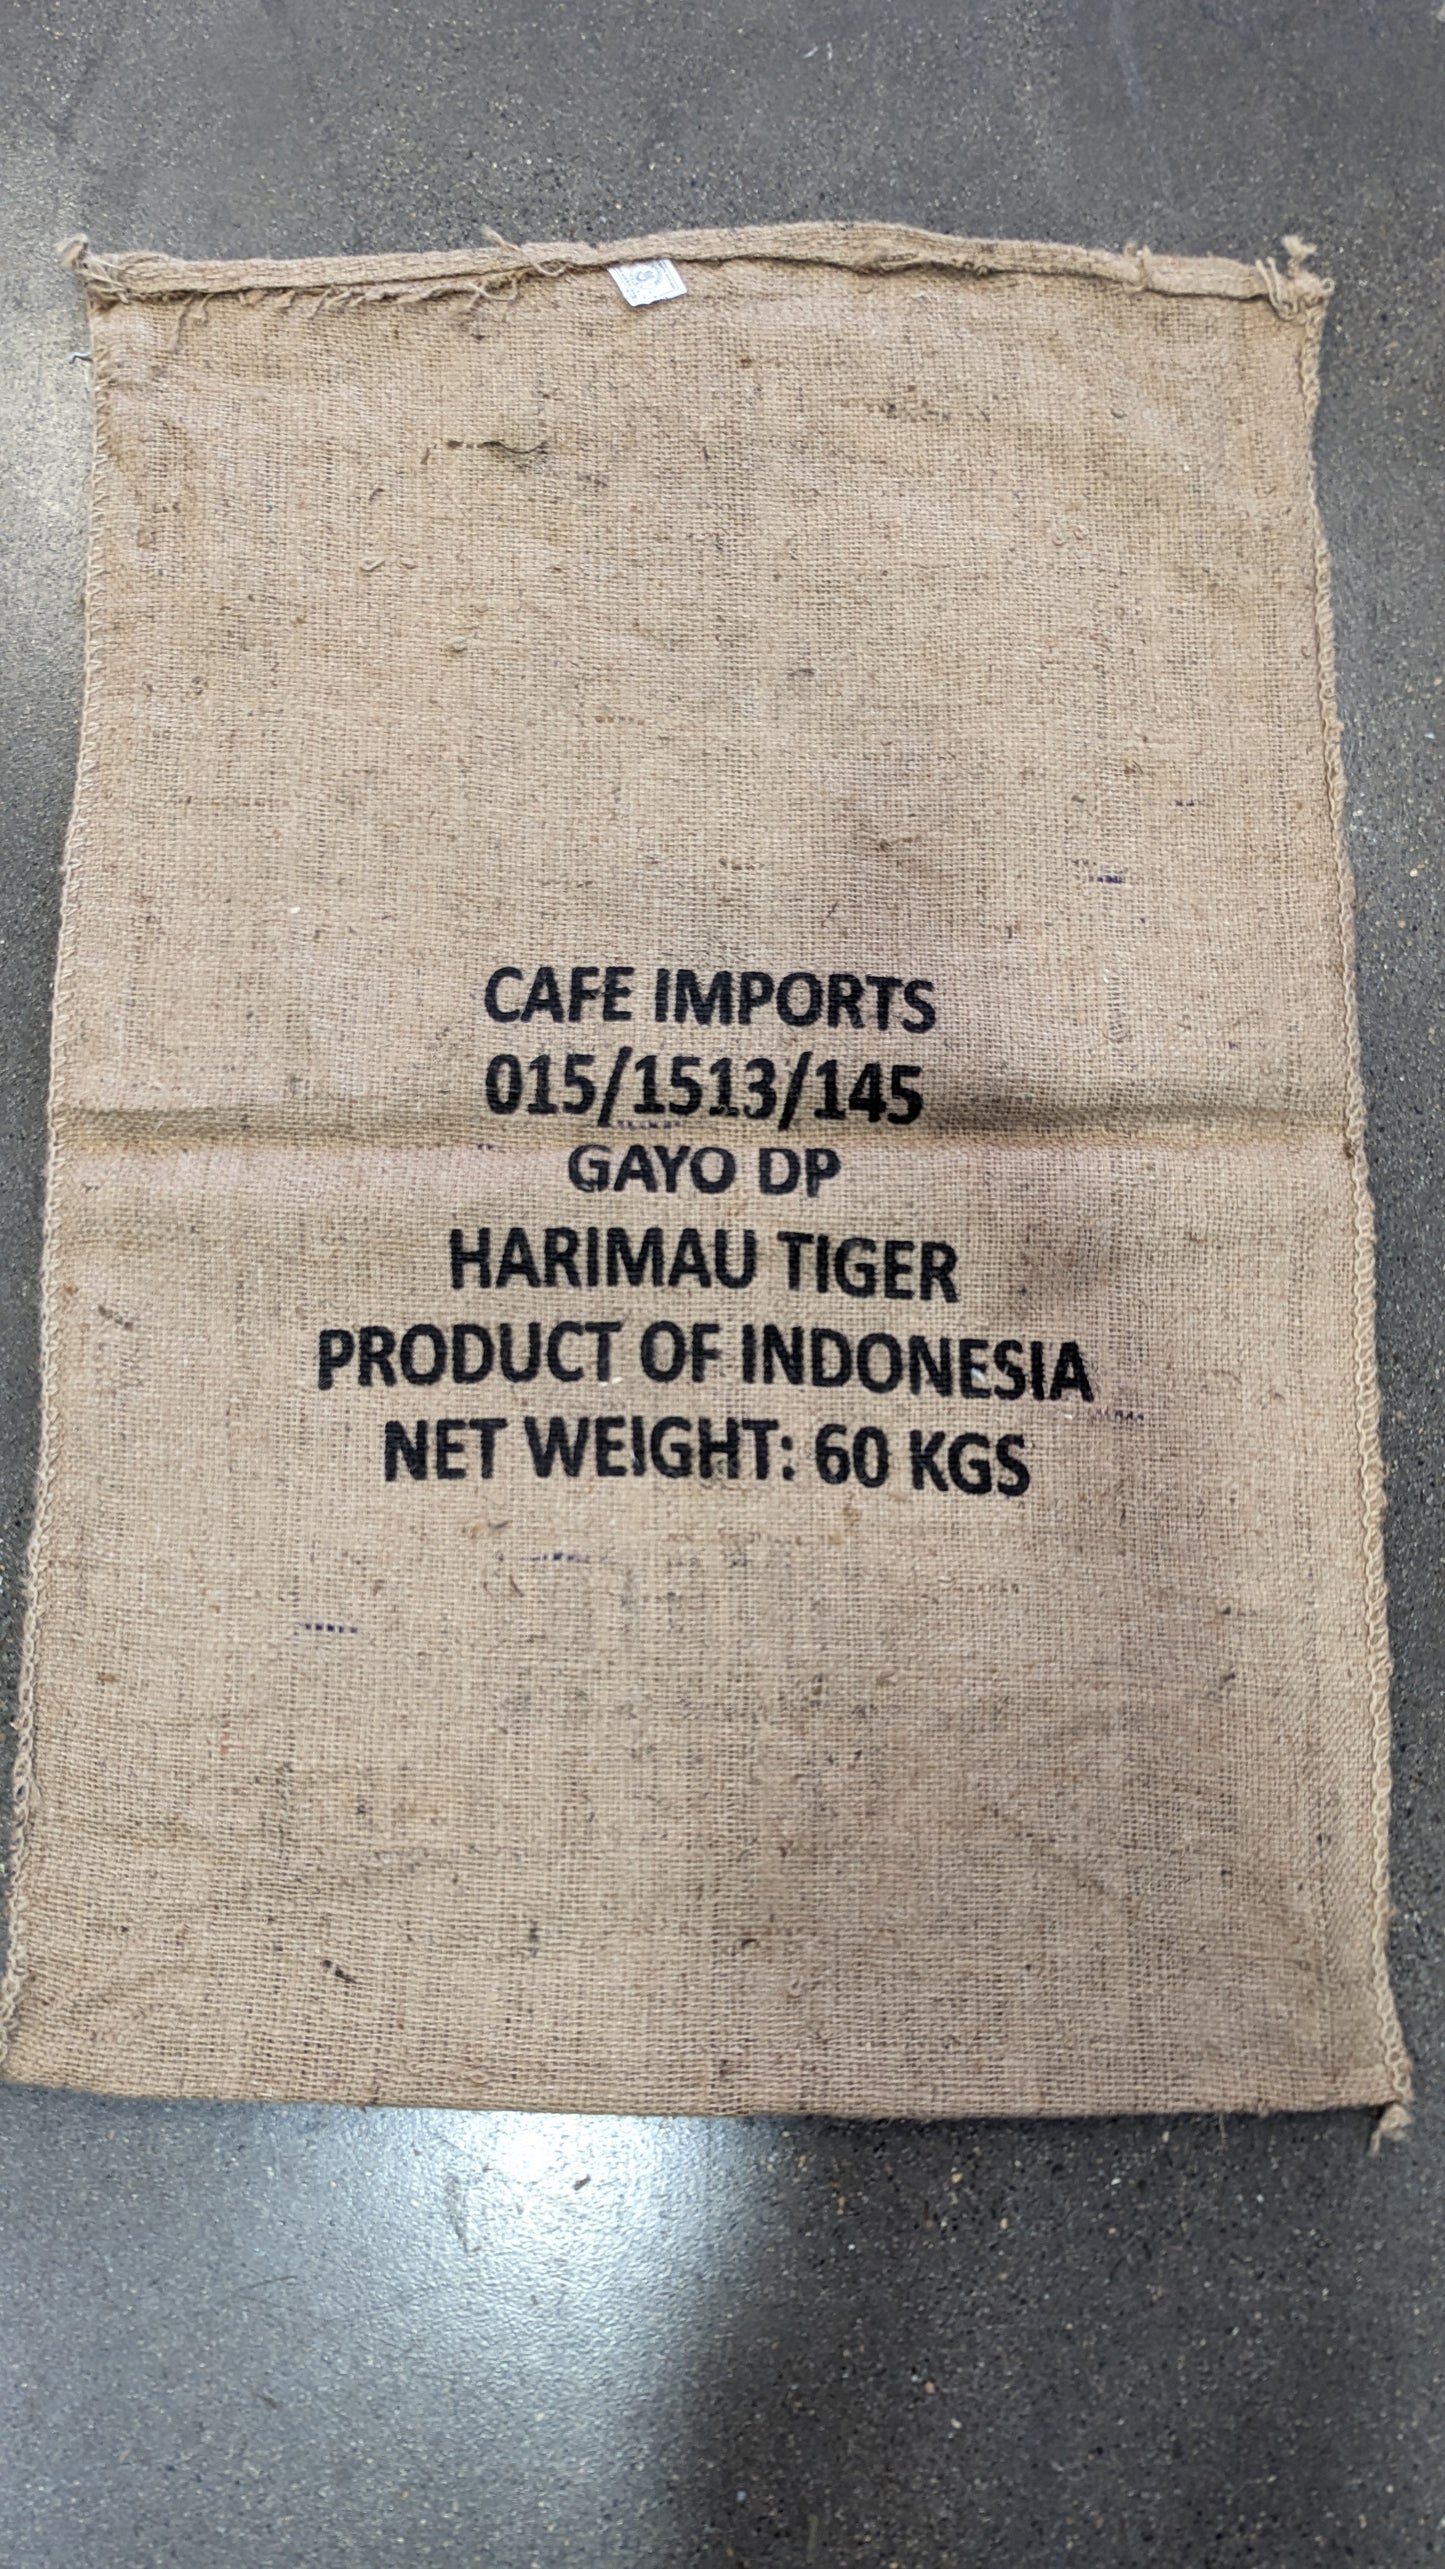 CAFE IMPORTS
015/1513/145
GAYO DP
HARIMAU TIGER
PRODUCT OF INDONESIA
NET WEIGHT: 60 KGS